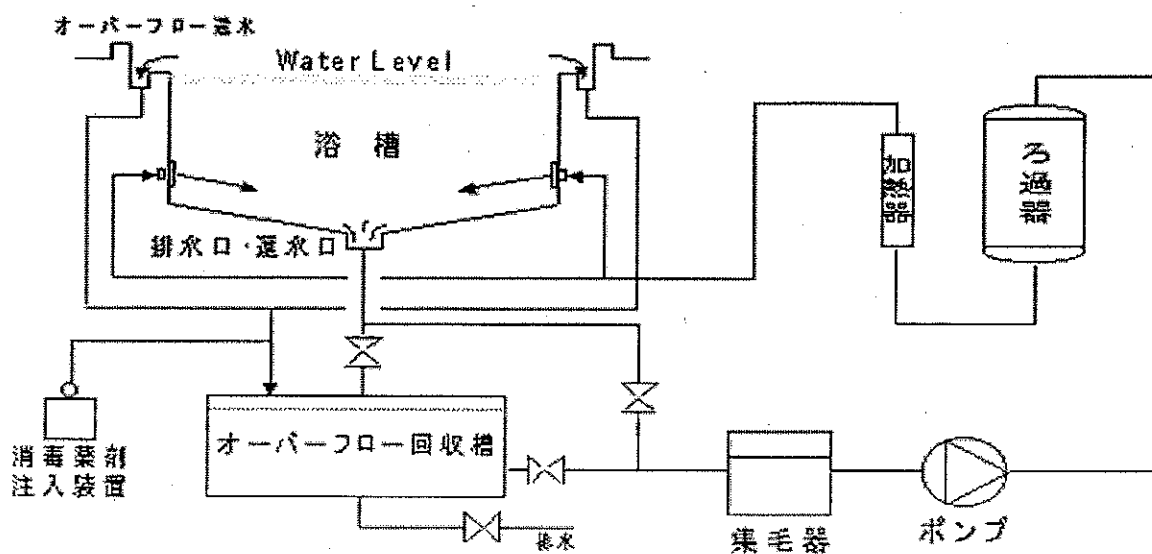 オーバーフロー還水
Water Level
浴槽
加熱器
ろ過器
排水口・還水口
オーバーフロー回収槽
消毒薬剤
注入装置
排水
集毛器
ポンプ